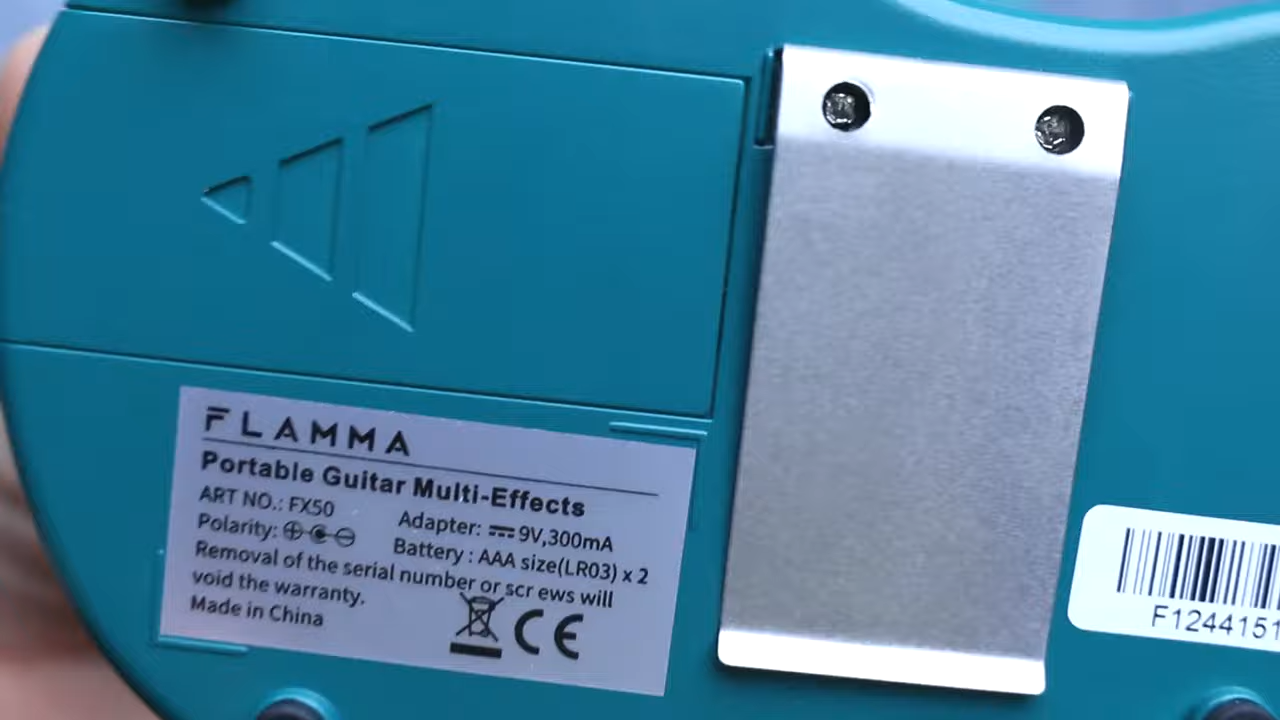 FLAMMA
Portable Guitar Multi-Effects
ART NO.: FX50
Polarity:
Adapter: 9V,300mA
Battery : AAA size(LR03) x 2
Removal of the serial number or scr ews will
void the warranty.
Made in China
CE
F1244151